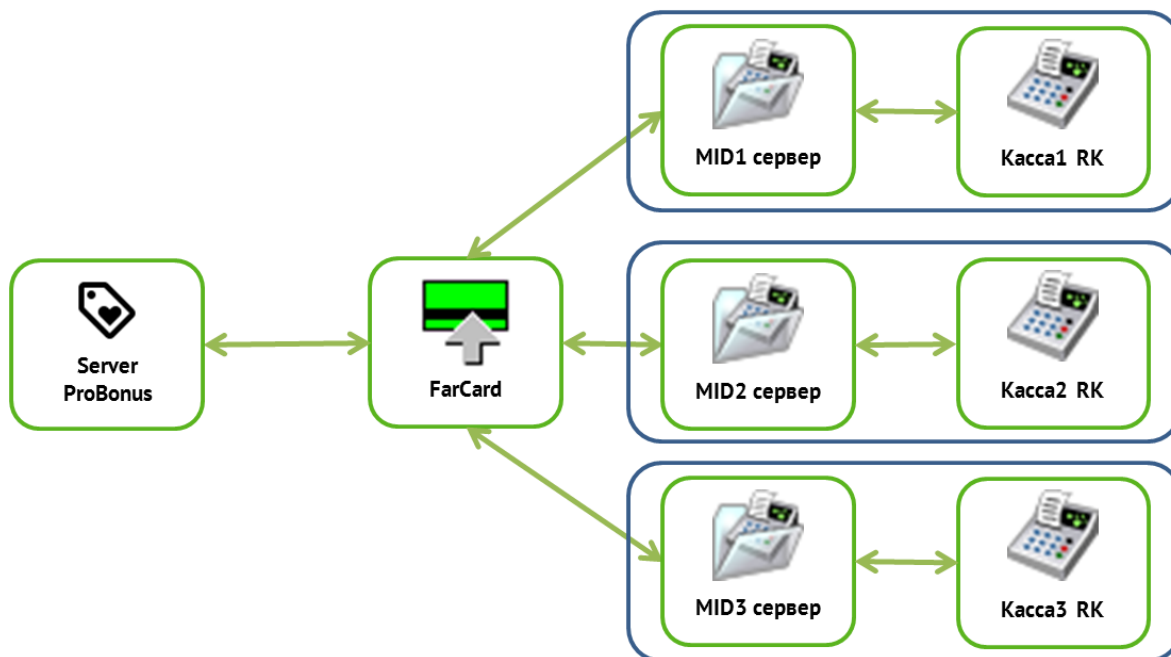 MID1 сервер
Касса1 RK
Server
ProBonus
FarCard
MID2 сервер
Касса2 RK
MID3 сервер
Касса3 RK